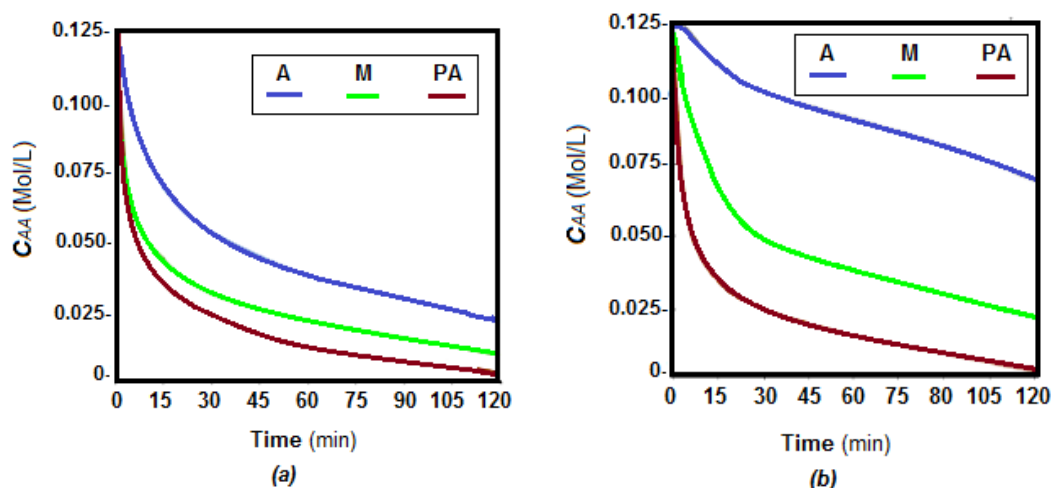 0.125-
0.100-
0.075-
0.050-
0.025-
0-
C_AA (Mol/L)
A M PA
0 15 30 45 60 75 90 105 120
Time (min)
(a)
0.125-
0.100-
0.075-
0.050-
0.025-
0-
C_AA (Mol/L)
A M PA
0 15 30 45 60 80 105 120
Time (min)
(b)